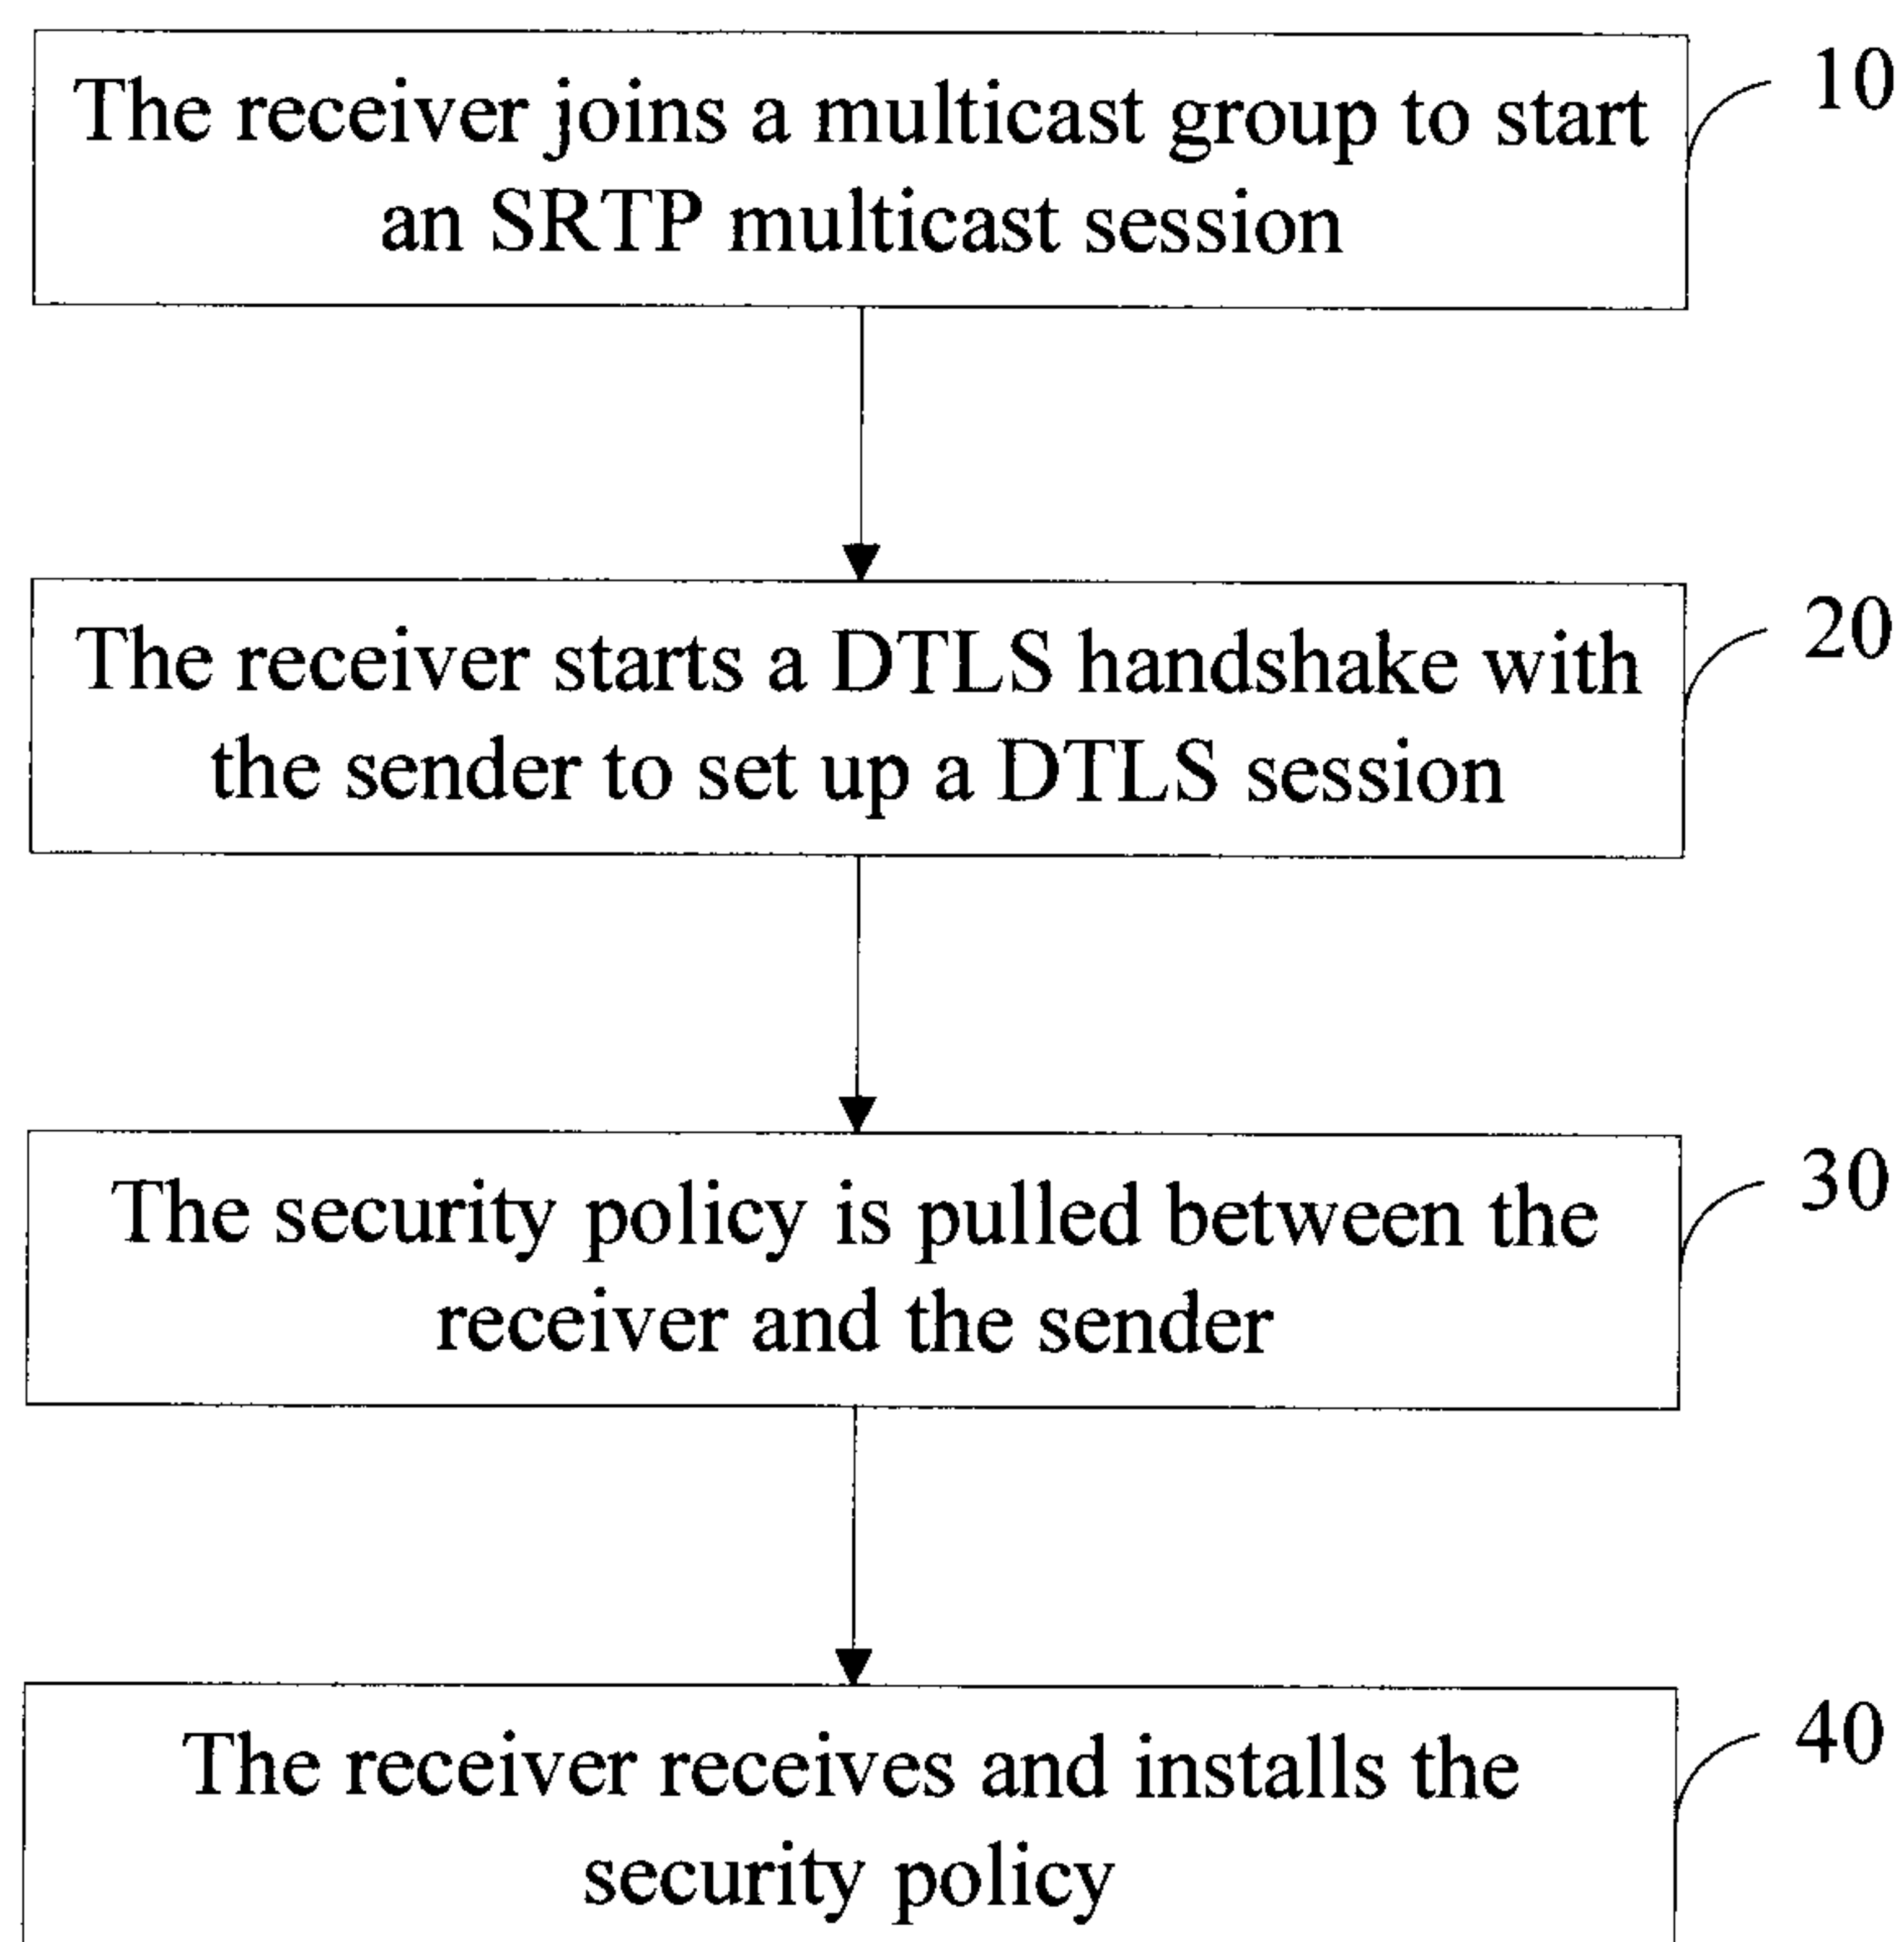 The receiver joins a multicast group to start
an SRTP multicast session
10
The receiver starts a DTLS handshake with
the sender to set up a DTLS session
20
The security policy is pulled between the
receiver and the sender
30
The receiver receives and installs the
security policy
40